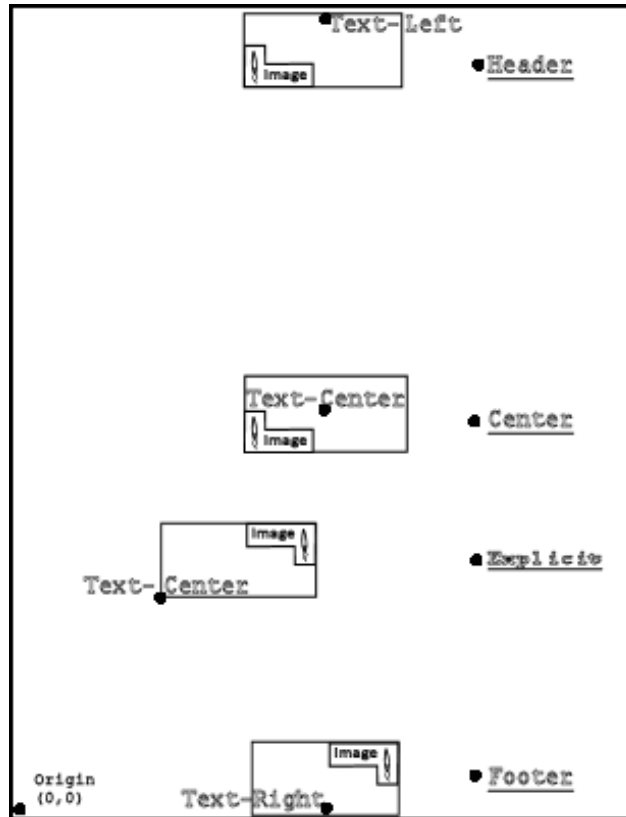 Text-Left
Header
Image
Text-Center
Center
Image
Image
Explicit
Text-Center
Image
Footer
Origin
(0,0)
Text-Right